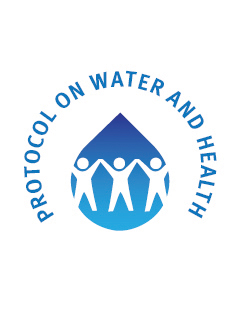 PROTOCOL ON WATER AND HEALTH